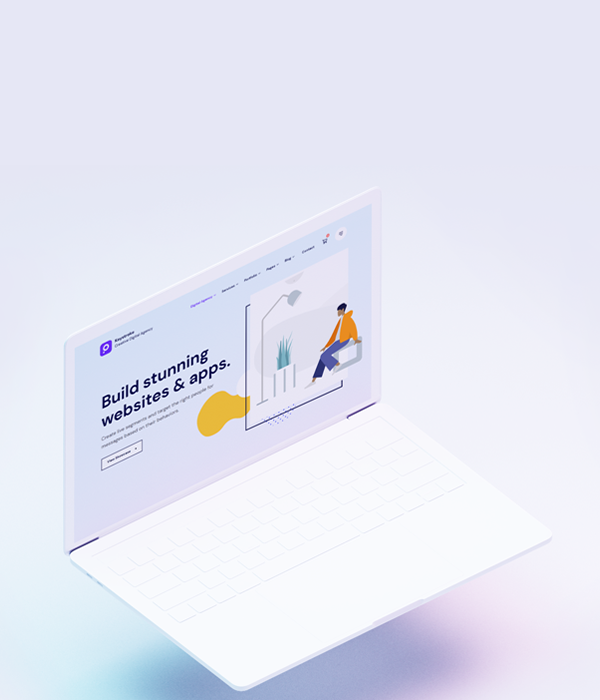 Digital Agency Services Portfolio Pages Blog Contact
Keystroke
Creative Digital Agency
Build stunning
websites & apps.
Create live segments and target the right people for
messages based on their behaviors.
View Showcase